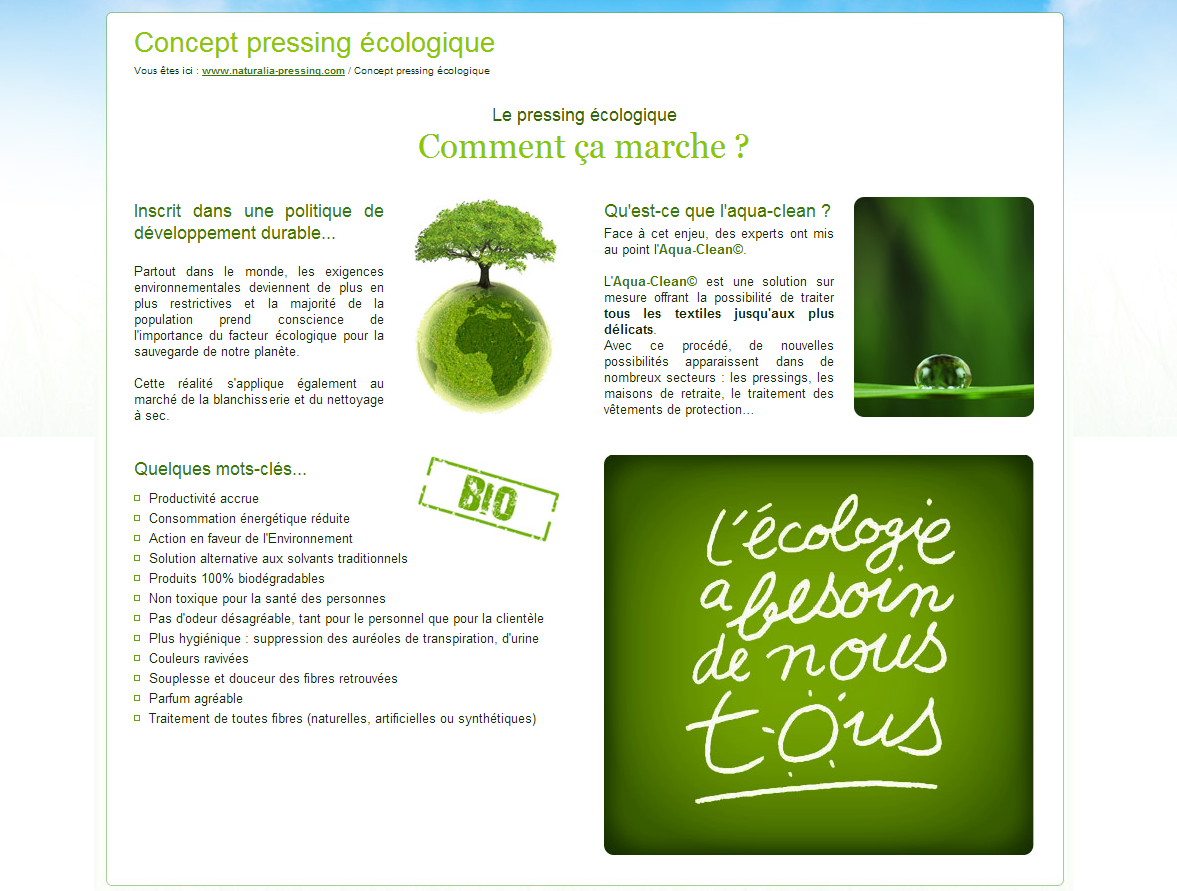 Concept pressing écologique
Vous êtes ici : www.naturalia-pressing.com / Concept pressing écologique
Le pressing écologique
Comment ça marche ?
Inscrit dans une politique de
développement durable...
Partout dans le monde, les exigences
environnementales deviennent de plus en
plus restrictives et la majorité de la
population prend conscience de
l'importance du facteur écologique pour la
sauvegarde de notre planète.
Cette réalité s'applique également au
marché de la blanchisserie et du nettoyage
à sec.
Qu'est-ce que l'aqua-clean ?
Face à cet enjeu, des experts ont mis
au point l'Aqua-Clean©.
L'Aqua-Clean© est une solution sur
mesure offrant la possibilité de traiter
tous les textiles jusqu'aux plus
délicats.
Avec ce procédé, de nouvelles
possibilités apparaissent dans de
nombreux secteurs : les pressings, les
maisons de retraite, le traitement des
vêtements de protection...
Quelques mots-clés...
BIO
Productivité accrue
Consommation énergétique réduite
Action en faveur de l'Environnement
Solution alternative aux solvants traditionnels
Produits 100% biodégradables
Non toxique pour la santé des personnes
Pas d'odeur désagréable, tant pour le personnel que pour la clientèle
Plus hygiénique : suppression des auréoles de transpiration, d'urine
Couleurs ravivées
Souplesse et douceur des fibres retrouvées
Parfum agréable
Traitement de toutes fibres (naturelles, artificielles ou synthétiques)
l'écologie
a besoin
de nous
t-ous